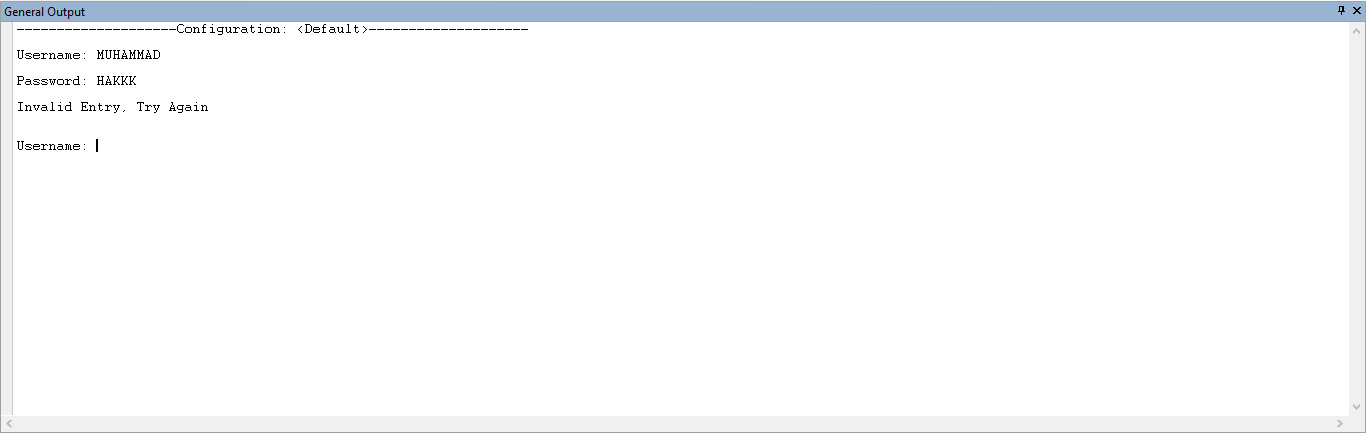 General Output
--------------------Configuration: <Default>--------------------
Username: MUHAMMAD
Password: HAKKK
Invalid Entry, Try Again
Username: